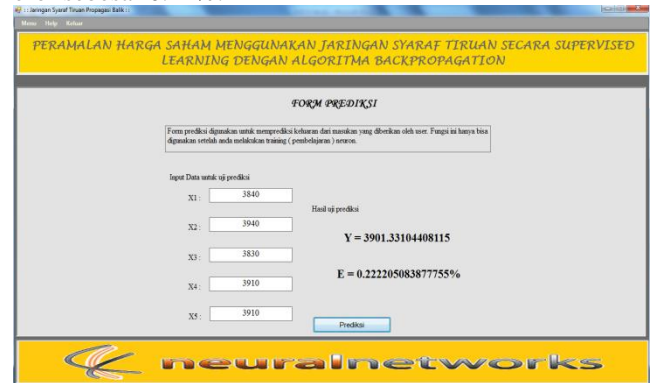 :: Jaringan Syaraf Tiruan Propagasi Balik ::
Menu Help Keluar
PERAMALAN HARGA SAHAM MENGGUNAKAN JARINGAN SYARAF TIRUAN SECARA SUPERVISED
LEARNING DENGAN ALGORITMA BACKPROPAGATION
FORM PREDIKSI
Form prediksi digunakan untuk memprediksi keluaran dari masukan yang diberikan oleh user. Fungsi ini hanya bisa
digunakan setelah anda melakukan training ( pembelajaran ) neuron.
Input Data untuk uji prediksi
X1 : 3840
Hasil uji prediksi
X2 : 3940
Y = 3901.33104408115
X3 : 3830
E = 0.222205083877755%
X4 : 3910
X5 : 3910
Prediksi
neuralnetworks